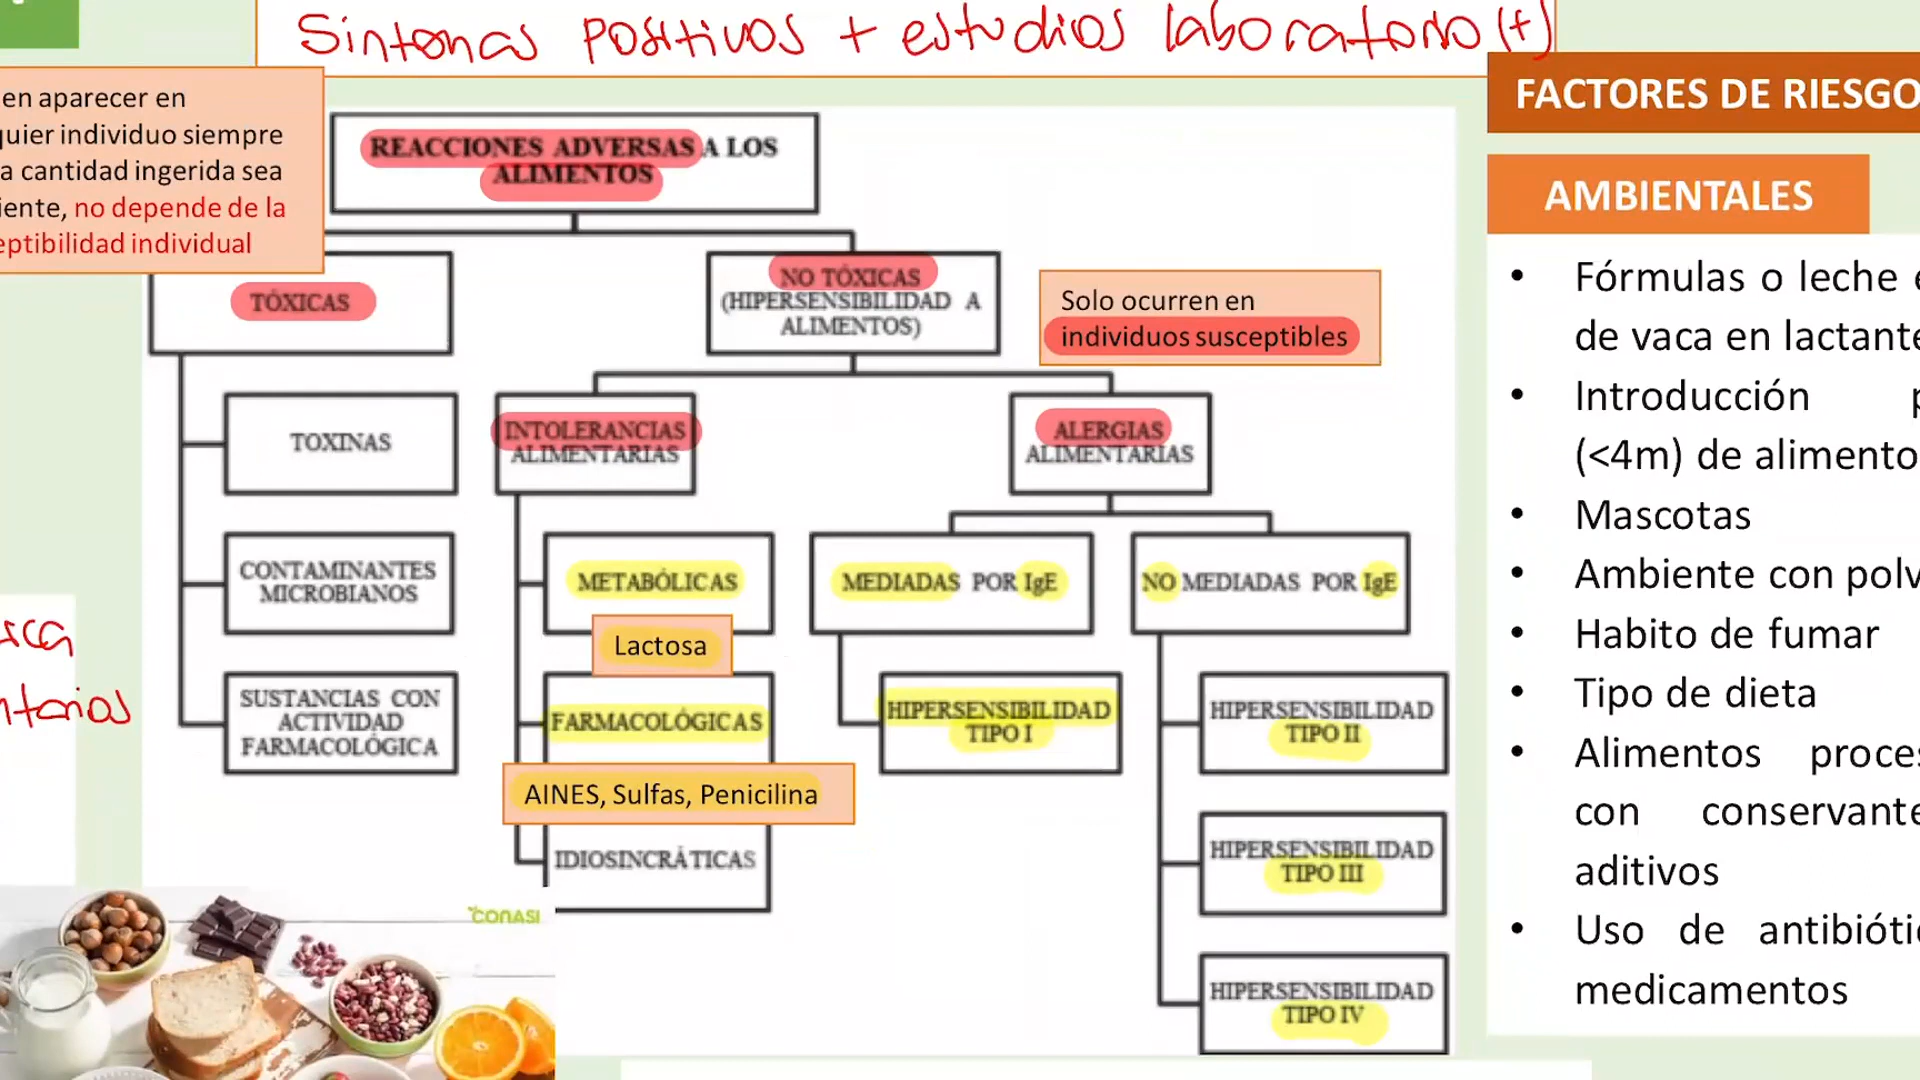 Sintomas positivos + estudios laboratorio (+)
en aparecer en
quier individuo siempre
a cantidad ingerida sea
iente, no depende de la
eptibilidad individual
REACCIONES ADVERSAS A LOS
ALIMENTOS
TÓXICAS
NO TÓXICAS
(HIPERSENSIBILIDAD A
ALIMENTOS)
Solo ocurren en
individuos susceptibles
TOXINAS
INTOLERANCIAS
ALIMENTARIAS
ALERGIAS
ALIMENTARIAS
CONTAMINANTES
MICROBIANOS
METABÓLICAS
MEDIADAS POR IgE
NO MEDIADAS POR IgE
Lactosa
SUSTANCIAS CON
ACTIVIDAD
FARMACOLÓGICA
FARMACOLÓGICAS
HIPERSENSIBILIDAD
TIPO I
HIPERSENSIBILIDAD
TIPO II
AINES, Sulfas, Penicilina
IDIOSINCRÁTICAS
HIPERSENSIBILIDAD
TIPO III
HIPERSENSIBILIDAD
TIPO IV
ntarios
CONASI
FACTORES DE RIESGO
AMBIENTALES
• Fórmulas o leche e
de vaca en lactante
• Introducción p
(<4m) de alimento
• Mascotas
• Ambiente con polv
• Habito de fumar
• Tipo de dieta
• Alimentos proces
con conservante
aditivos
• Uso de antibióti
medicamentos